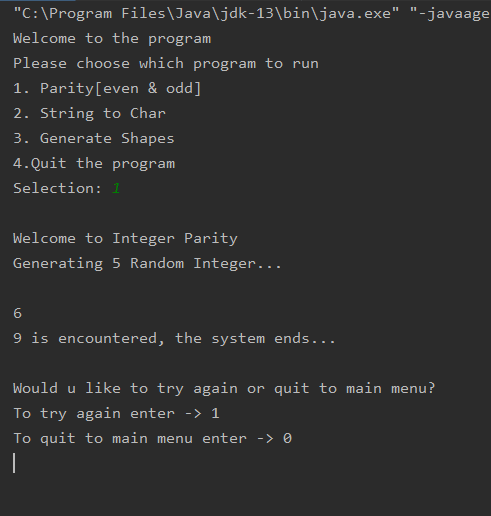 "C:\Program Files\Java\jdk-13\bin\java.exe" "-javaage
Welcome to the program
Please choose which program to run
1. Parity[even & odd]
2. String to Char
3. Generate Shapes
4.Quit the program
Selection: 1
Welcome to Integer Parity
Generating 5 Random Integer...
6
9 is encountered, the system ends...
Would u like to try again or quit to main menu?
To try again enter -> 1
To quit to main menu enter -> 0